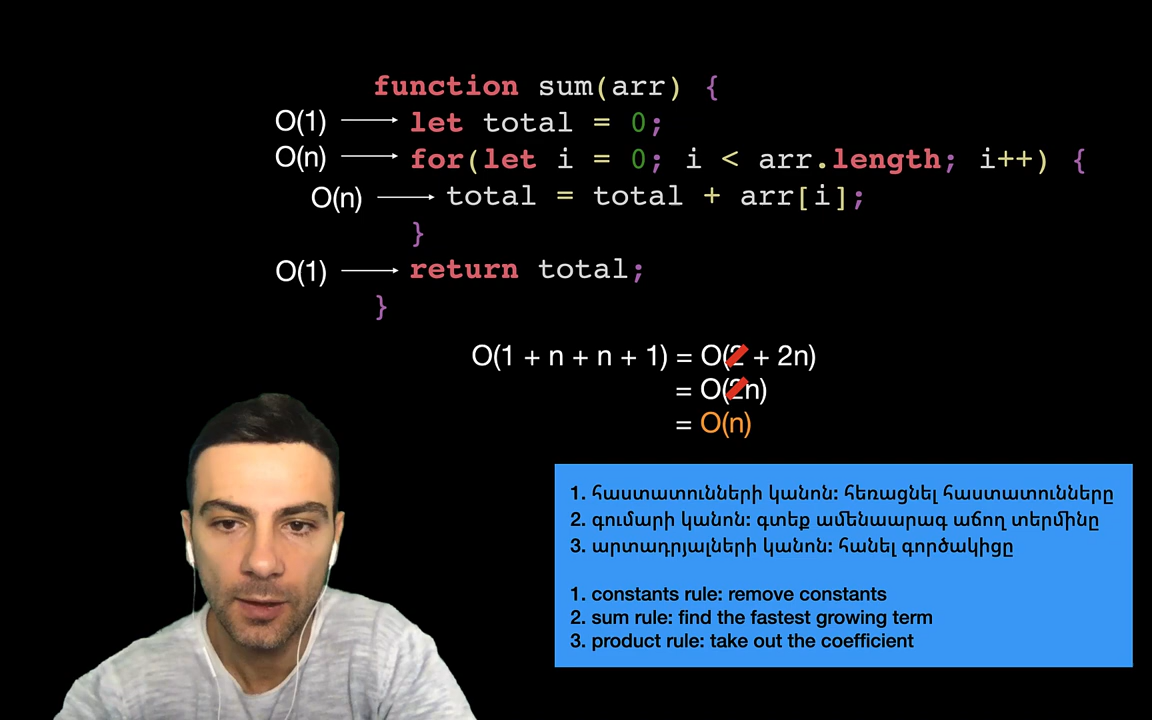 function sum(arr) {
O(1) let total = 0;
O(n) for(let i = 0; i < arr.length; i++) {
O(n) total = total + arr[i];
}
O(1) return total;
}
O(1 + n + n + 1) = O(2 + 2n)
= O(2n)
= O(n)
1. հաստատունների կանոն: հեռացնել հաստատունները
2. գումարի կանոն: գտեք ամենաարագ աճող տերմինը
3. արտադրյալների կանոն: հանել գործակիցը
1. constants rule: remove constants
2. sum rule: find the fastest growing term
3. product rule: take out the coefficient